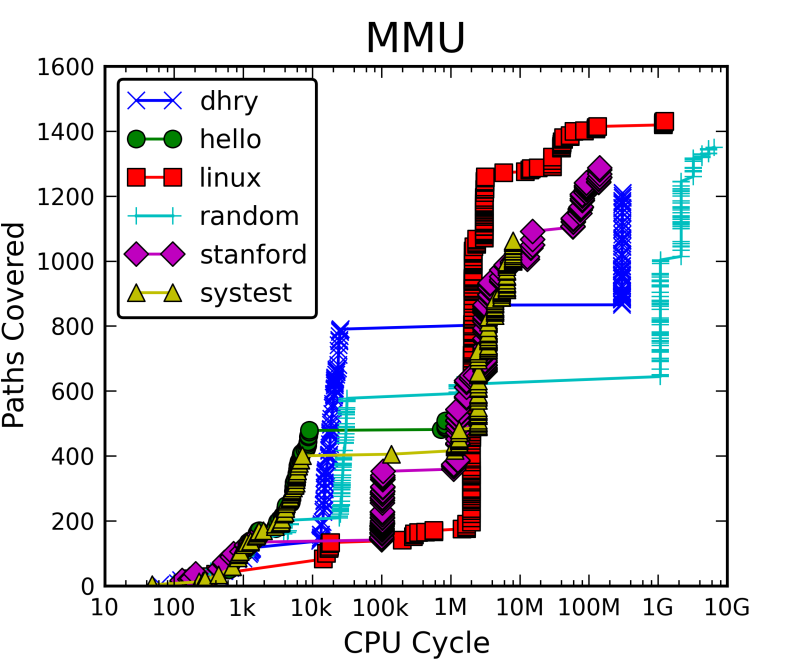 MMU
Paths Covered
1600
1400
1200
1000
800
600
400
200
0
dhry
hello
linux
random
stanford
systest
10 100 1k 10k 100k 1M 10M 100M 1G 10G
CPU Cycle